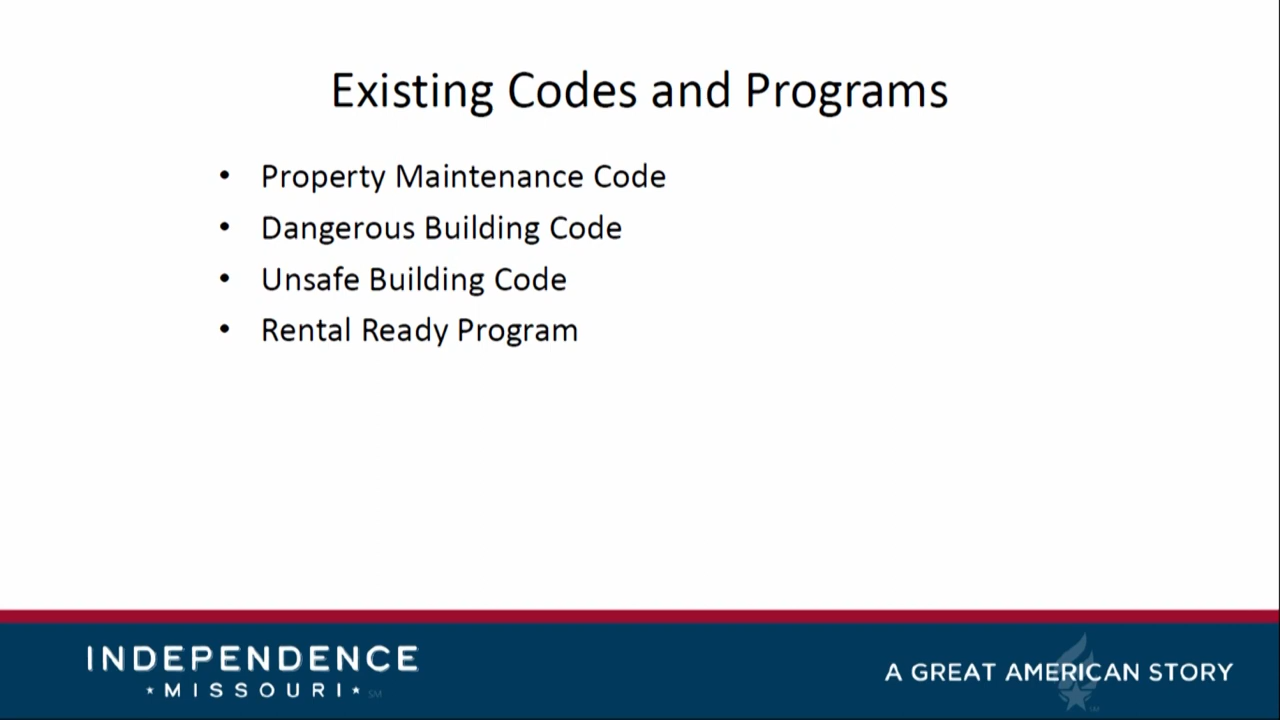 Existing Codes and Programs
• Property Maintenance Code
• Dangerous Building Code
• Unsafe Building Code
• Rental Ready Program
INDEPENDENCE
★ MISSOURI ★ SM
A GREAT AMERICAN STORY
SM